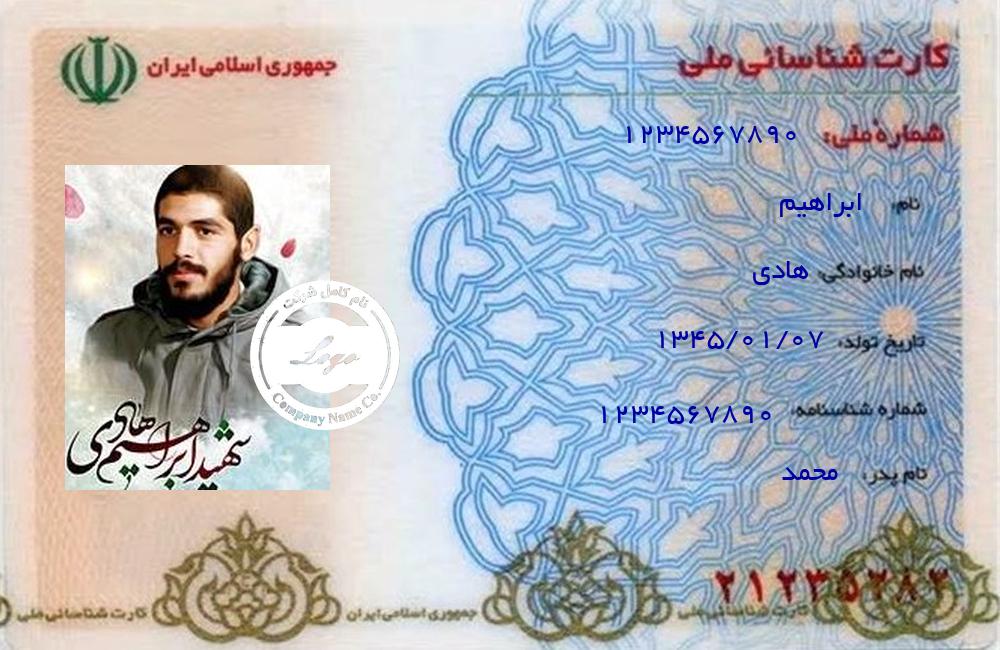 کارت شناسائی ملی
جمهوری اسلامی ایران
شمارهٔ ملی: ۱۲۳۴۵۶۷۸۹۰
نام: ابراهیم
نام خانوادگی: هادی
تاریخ تولد: ۱۳۴۵/۰۱/۰۷
شماره شناسنامه: ۱۲۳۴۵۶۷۸۹۰
نام پدر: محمد
شهید ابراهیم هادی
نام کامل شرکت
Logo
Company Name Co.
۲۱۲۳۵۲۸۳
کارت شناسائی ملی جمهوری اسلامی ایران کارت شناسائی ملی